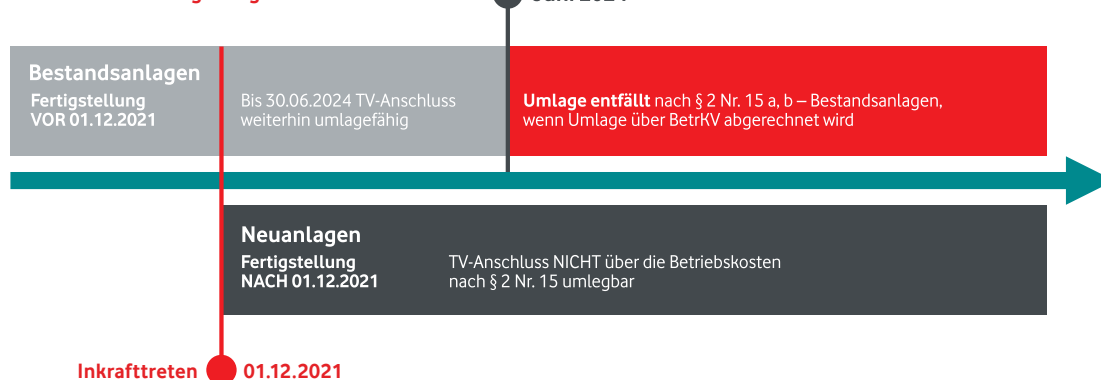 Bestandsanlagen
Fertigstellung
VOR 01.12.2021
Bis 30.06.2024 TV-Anschluss
weiterhin umlagefähig
Umlage entfällt nach § 2 Nr. 15 a, b – Bestandsanlagen,
wenn Umlage über BetrKV abgerechnet wird
Neuanlagen
Fertigstellung
NACH 01.12.2021
TV-Anschluss NICHT über die Betriebskosten
nach § 2 Nr. 15 umlegbar
Inkrafttreten 01.12.2021